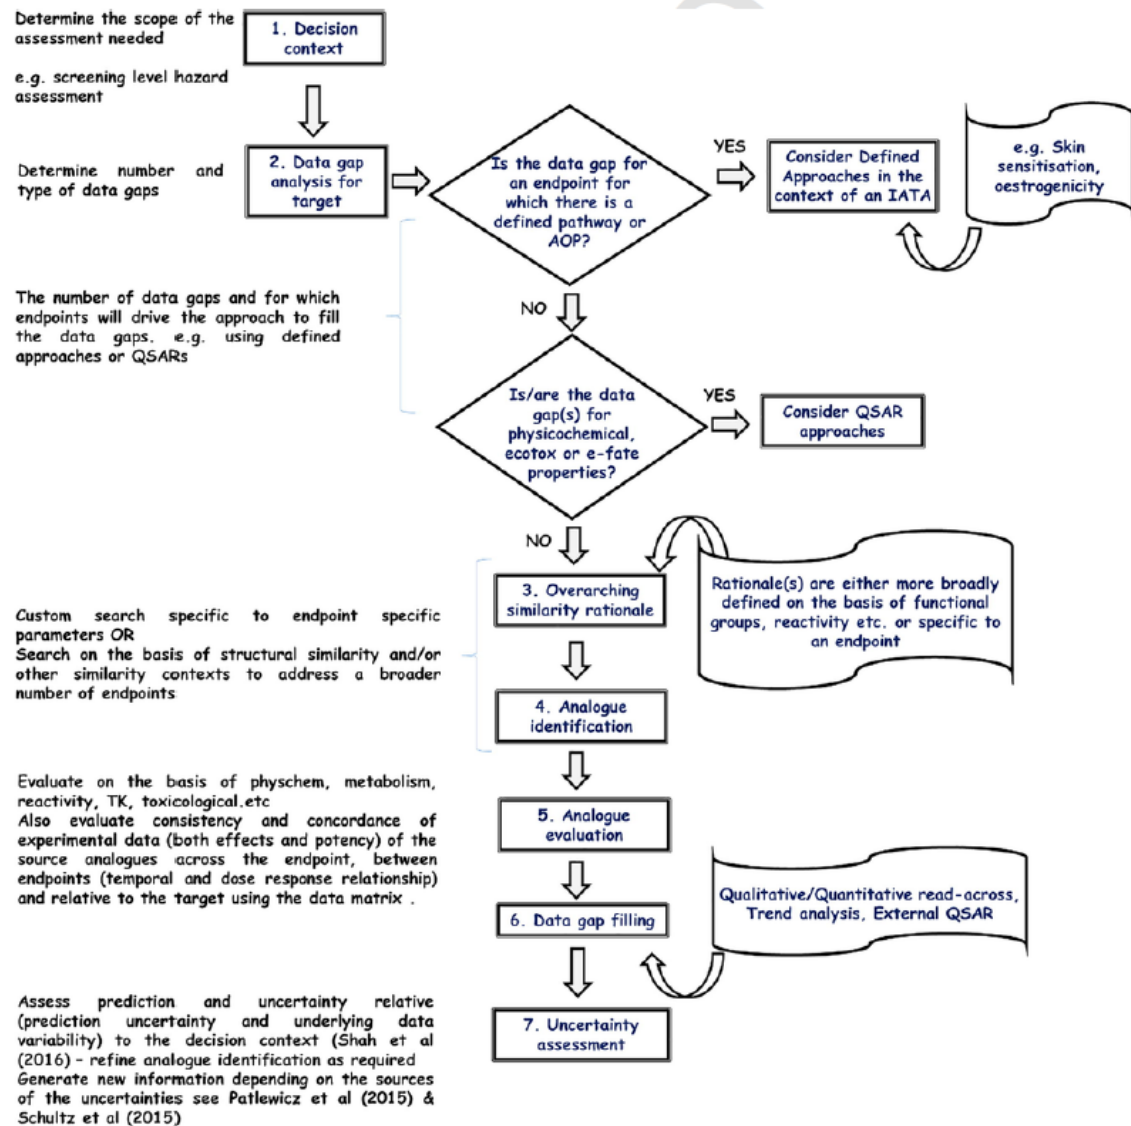 Determine the scope of the
assessment needed
e.g. screening level hazard
assessment
1. Decision
context
Determine number and
type of data gaps
2. Data gap
analysis for
target
Is the data gap for
an endpoint for
which there is a
defined pathway or
AOP?
YES
Consider Defined
Approaches in the
context of an IATA
e.g. Skin
sensitisation,
oestrogenicity
The number of data gaps and for which
endpoints will drive the approach to fill
the data gaps. e.g. using defined
approaches or QSARs
NO
Is/are the data
gap(s) for
physicochemical,
ecotox or e-fate
properties?
YES
Consider QSAR
approaches
NO
3. Overarching
similarity rationale
Rationale(s) are either more broadly
defined on the basis of functional
groups, reactivity etc. or specific to
an endpoint
Custom search specific to endpoint specific
parameters OR
Search on the basis of structural similarity and/or
other similarity contexts to address a broader
number of endpoints
4. Analogue
identification
Evaluate on the basis of physchem, metabolism,
reactivity, TK, toxicological.etc
Also evaluate consistency and concordance of
experimental data (both effects and potency) of the
source analogues across the endpoint, between
endpoints (temporal and dose response relationship)
and relative to the target using the data matrix .
5. Analogue
evaluation
6. Data gap filling
Qualitative/Quantitative read-across,
Trend analysis, External QSAR
Assess prediction and uncertainty relative
(prediction uncertainty and underlying data
variability) to the decision context (Shah et al
(2016) – refine analogue identification as required
Generate new information depending on the sources
of the uncertainties see Patlewicz et al (2015) &
Schultz et al (2015)
7. Uncertainty
assessment